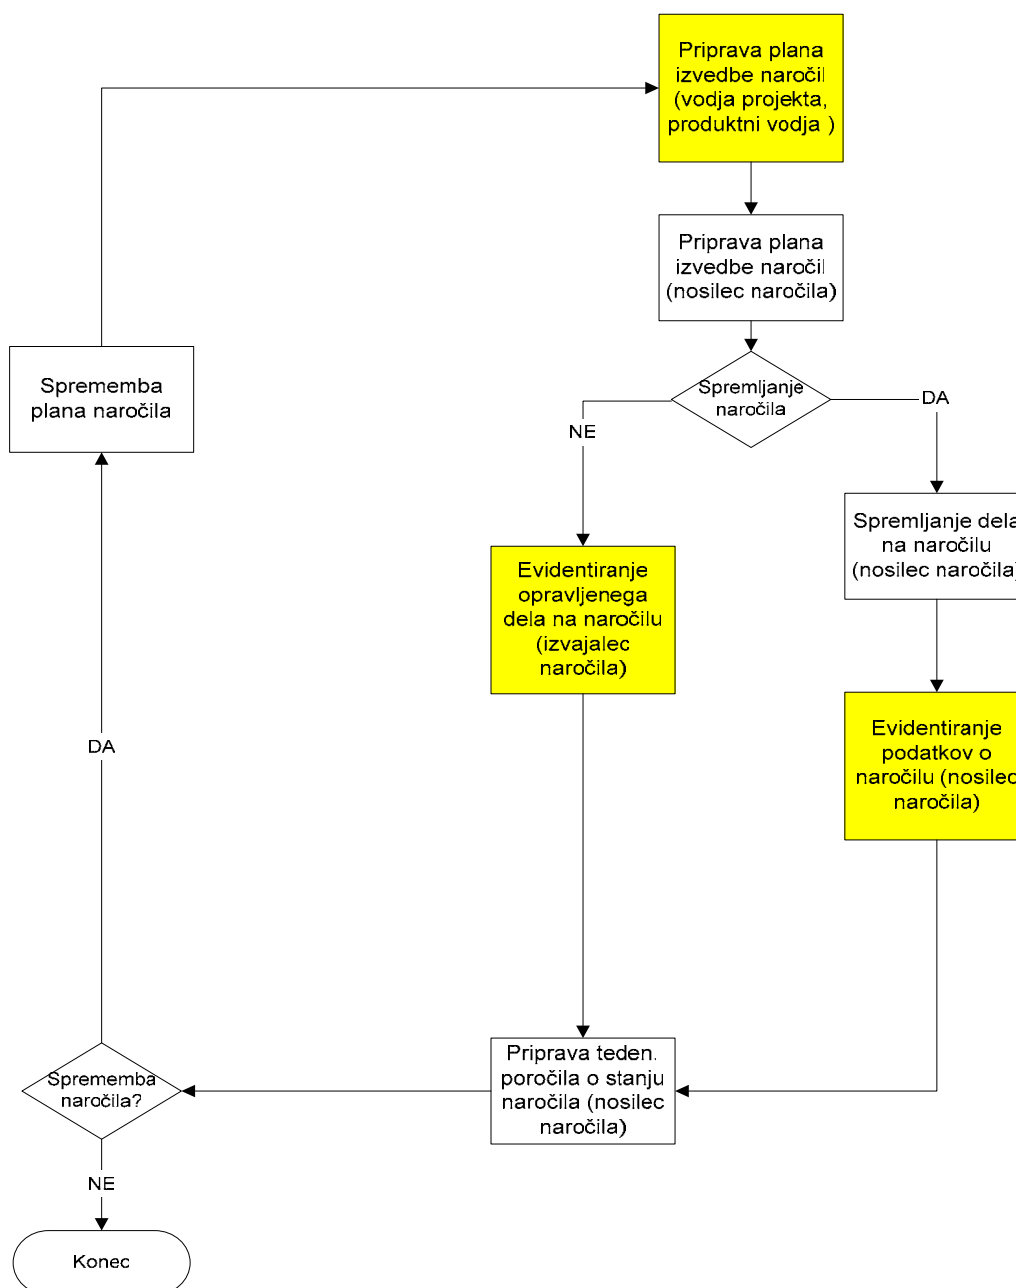 Priprava plana
izvedbe naročil
(vodja projekta,
produktni vodja )
Priprava plana
izvedbe naročil
(nosilec naročila)
Sprememba
plana naročila
Spremljanje
naročila
DA
NE
Spremljanje dela
na naročilu
(nosilec naročila)
Evidentiranje
opravljenega
dela na naročilu
(izvajalec
naročila)
Evidentiranje
podatkov o
naročilu (nosilec
naročila)
DA
Priprava teden.
poročila o stanju
naročila (nosilec
naročila)
Sprememba
naročila?
NE
Konec